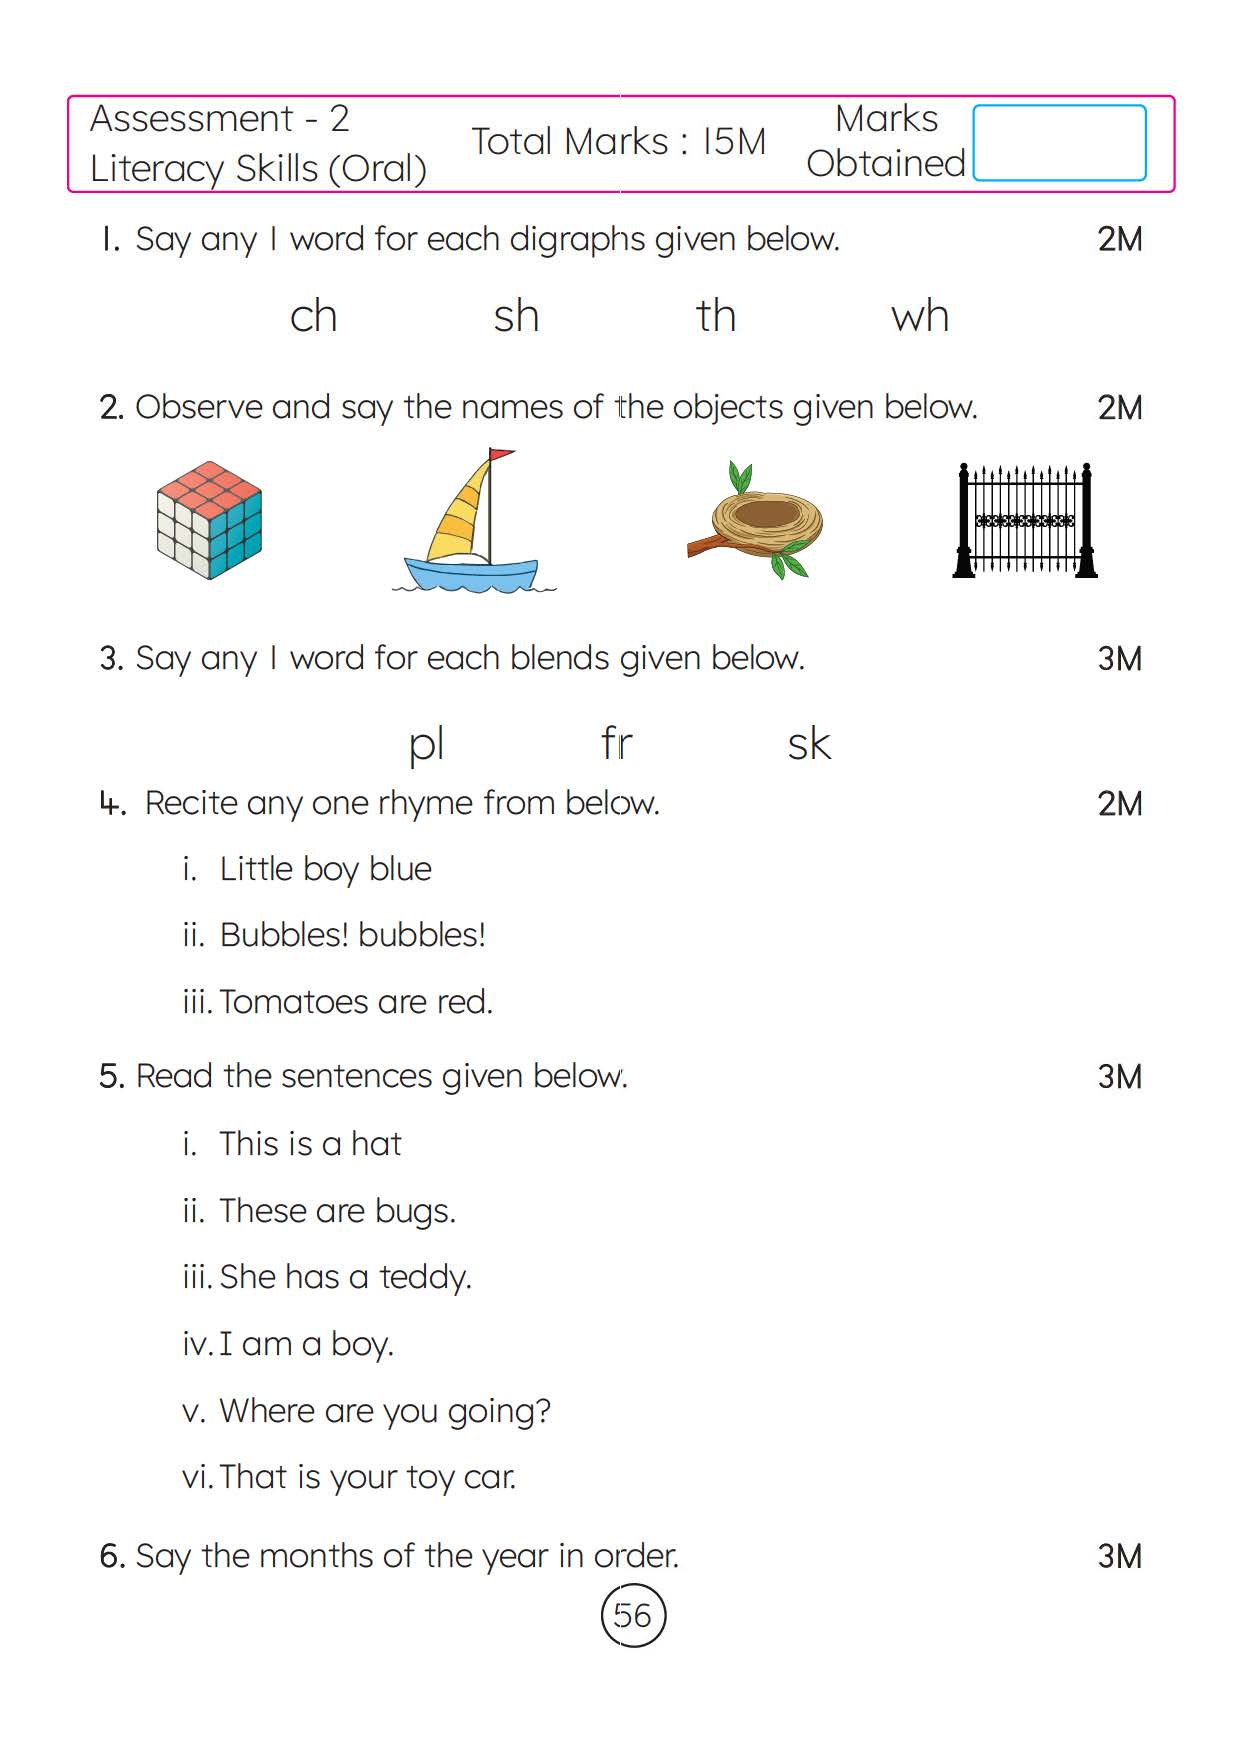 Assessment - 2
Literacy Skills (Oral)
Total Marks : 15M
Marks
Obtained
1. Say any 1 word for each digraphs given below. 2M
ch sh th wh
2. Observe and say the names of the objects given below. 2M
3. Say any 1 word for each blends given below. 3M
pl fr sk
4. Recite any one rhyme from below. 2M
i. Little boy blue
ii. Bubbles! bubbles!
iii. Tomatoes are red.
5. Read the sentences given below. 3M
i. This is a hat
ii. These are bugs.
iii. She has a teddy.
iv. I am a boy.
v. Where are you going?
vi. That is your toy car.
6. Say the months of the year in order. 3M
56